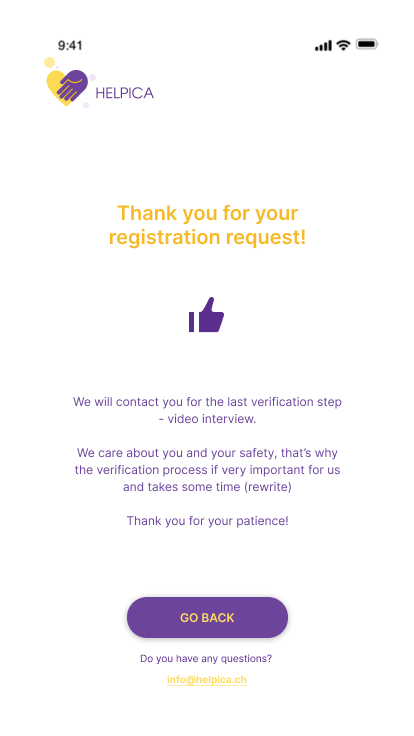 9:41
HELPICA
Thank you for your
registration request!
We will contact you for the last verification step
- video interview.
We care about you and your safety, that's why
the verification process if very important for us
and takes some time (rewrite)
Thank you for your patience!
GO BACK
Do you have any questions?
info@helpica.ch